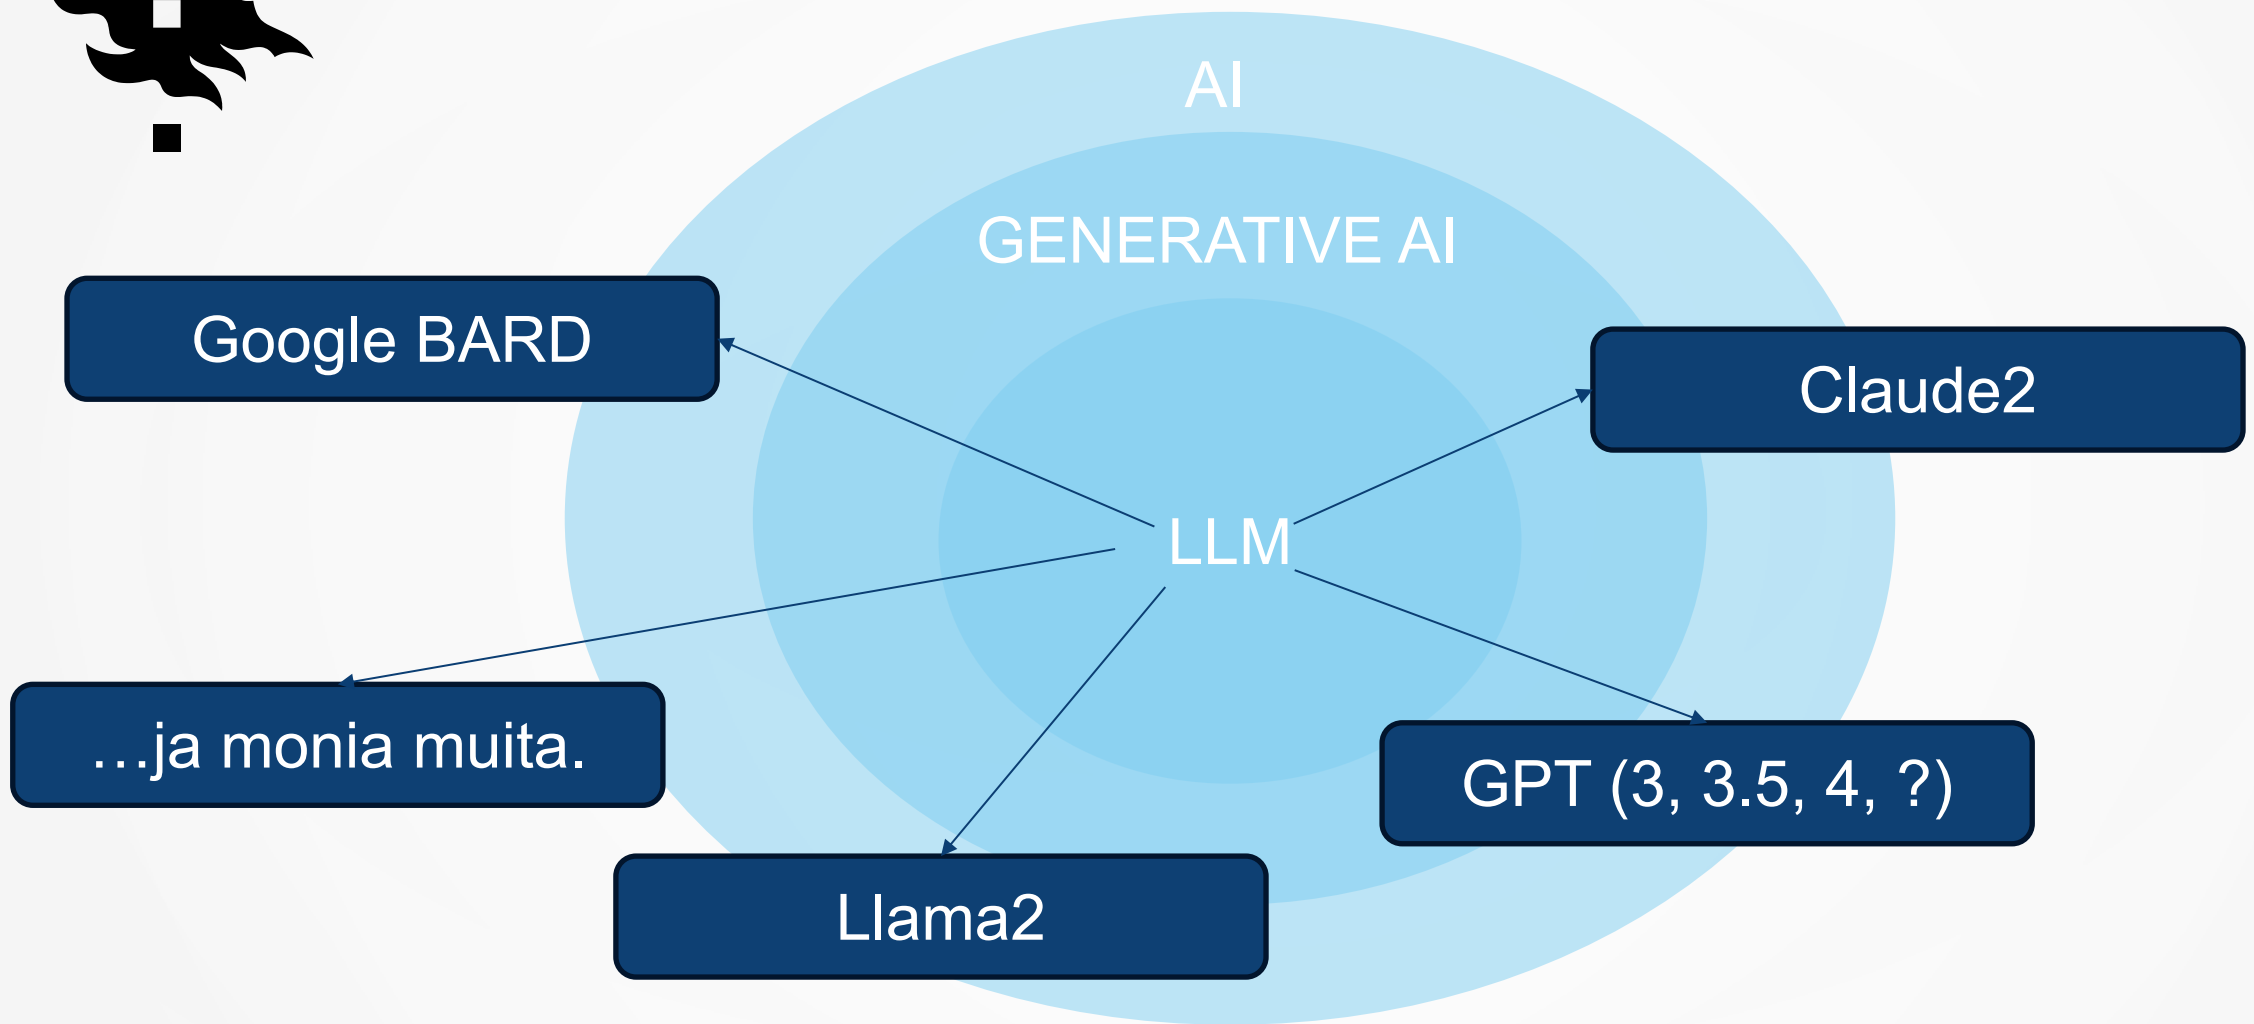 AI
GENERATIVE AI
Google BARD
Claude2
LLM
…ja monia muita.
GPT (3, 3.5, 4, ?)
Llama2